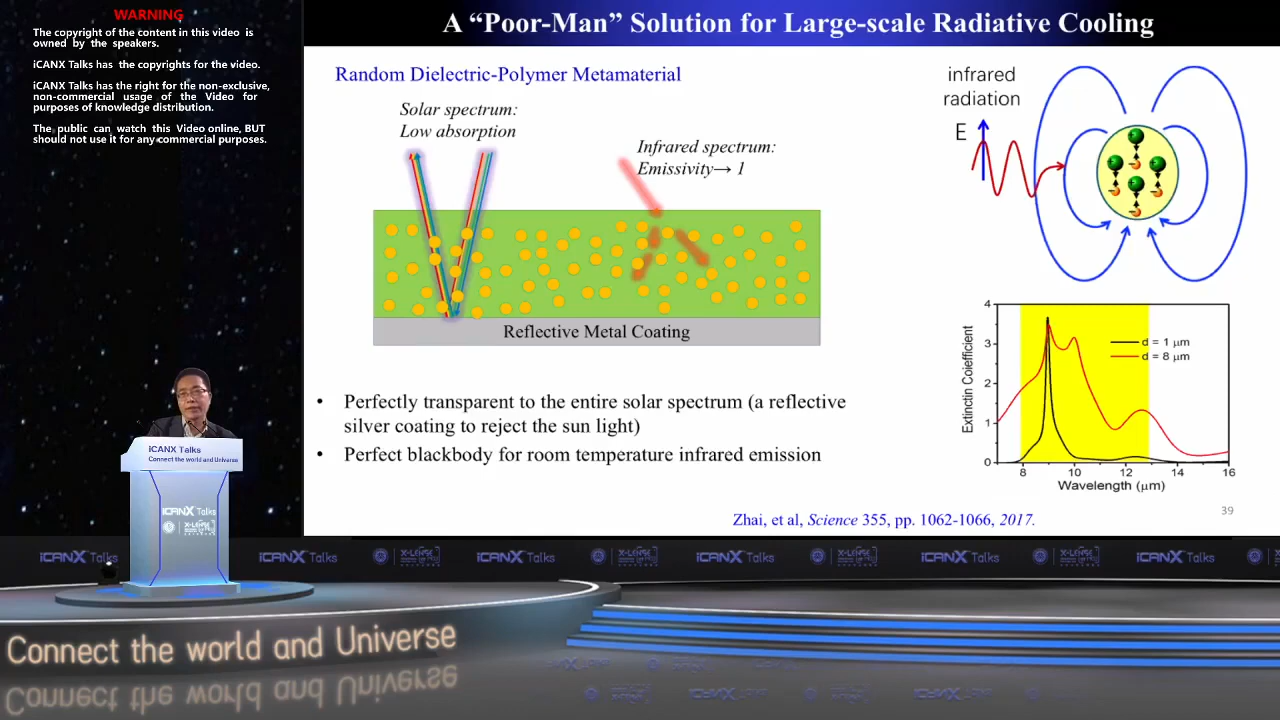 WARNING
The copyright of the content in this video is
owned by the speakers.
iCANX Talks has the copyrights for the video.
iCANX Talks has the right for the non-exclusive,
non-commercial usage of the Video for
purposes of knowledge distribution.
The public can watch this Video online, BUT
should not use it for any commercial purposes.
A “Poor-Man” Solution for Large-scale Radiative Cooling
Random Dielectric-Polymer Metamaterial
Solar spectrum:
Low absorption
Infrared spectrum:
Emissivity→ 1
Reflective Metal Coating
infrared
radiation
E
• Perfectly transparent to the entire solar spectrum (a reflective
silver coating to reject the sun light)
• Perfect blackbody for room temperature infrared emission
Extinctin Coiefficient
4
3
2
1
0
d = 1 μm
d = 8 μm
8 10 12 14 16
Wavelength (μm)
Zhai, et al, Science 355, pp. 1062-1066, 2017.
39
iCANX Talks
Connect the world and Universe
iCANX Talks
X-LENSE
iCANX Talks iCANX Talks X-LENSE iCANX Talks X-LENSE iCANX Talks X-LENSE iCANX Talks X-LENSE iCANX Talks
Connect the world and Universe